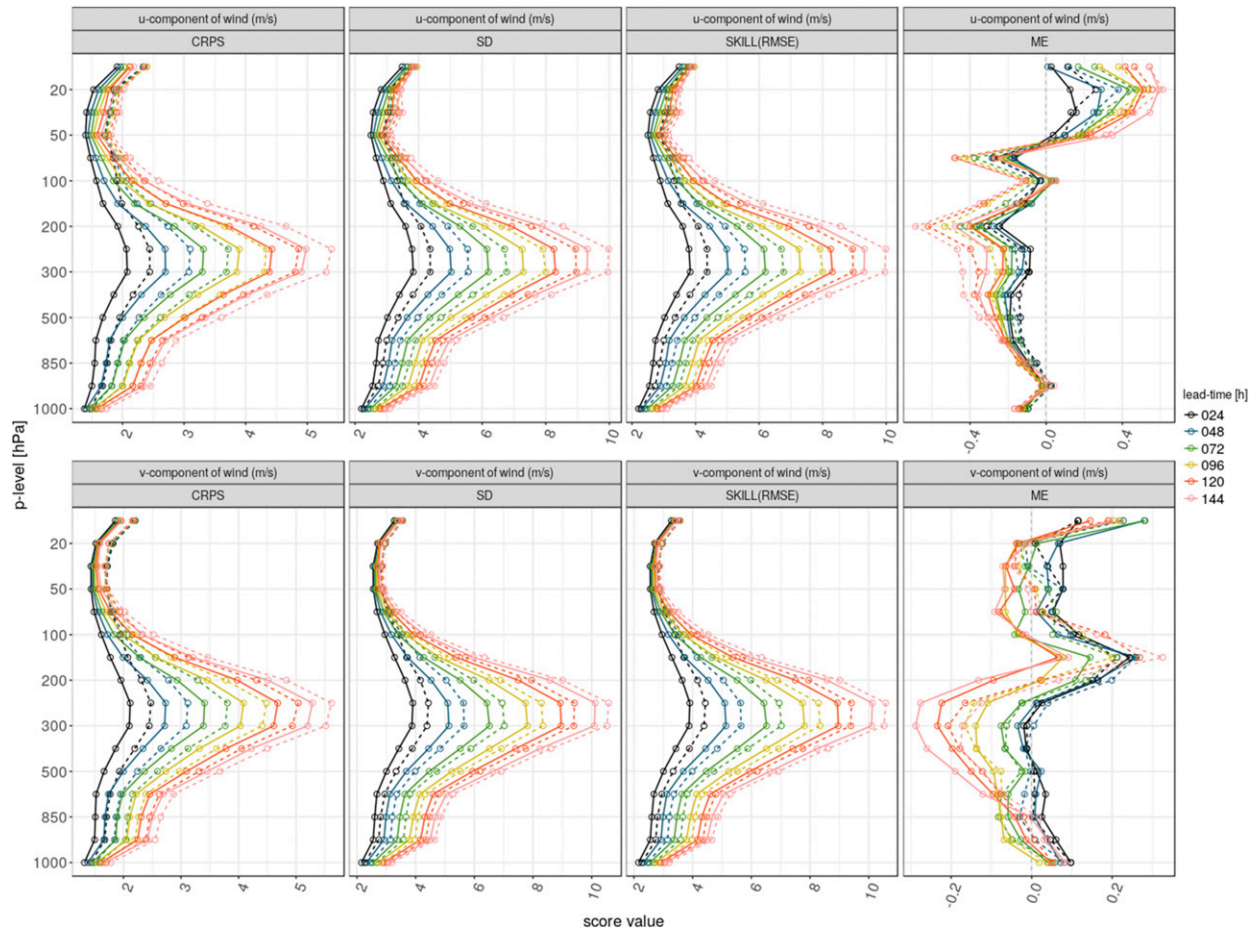 u-component of wind (m/s) u-component of wind (m/s) u-component of wind (m/s) u-component of wind (m/s)
CRPS SD SKILL(RMSE) ME
20
50
100
200
300
500
850
1000
2 3 4 5 2 4 6 8 10 2 4 6 8 10 -0.4 0.0 0.4
p-level [hPa]
lead-time [h]
024
048
072
096
120
144
v-component of wind (m/s) v-component of wind (m/s) v-component of wind (m/s) v-component of wind (m/s)
CRPS SD SKILL(RMSE) ME
20
50
100
200
300
500
850
1000
2 3 4 5 2 4 6 8 10 2 4 6 8 10 -0.2 0.0 0.2
score value